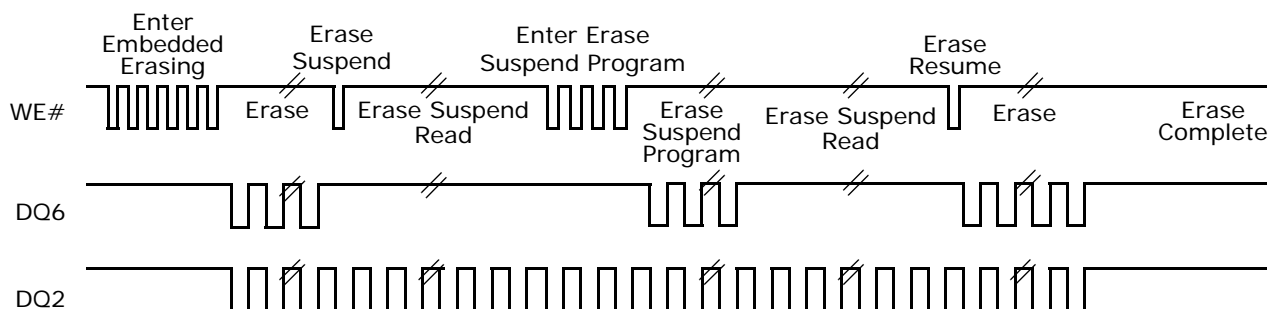 Enter
Embedded
Erasing
Erase
Suspend
Enter Erase
Suspend Program
Erase
Resume
WE#
Erase
Erase Suspend
Read
Erase
Suspend
Program
Erase Suspend
Read
Erase
Erase
Complete
DQ6
DQ2